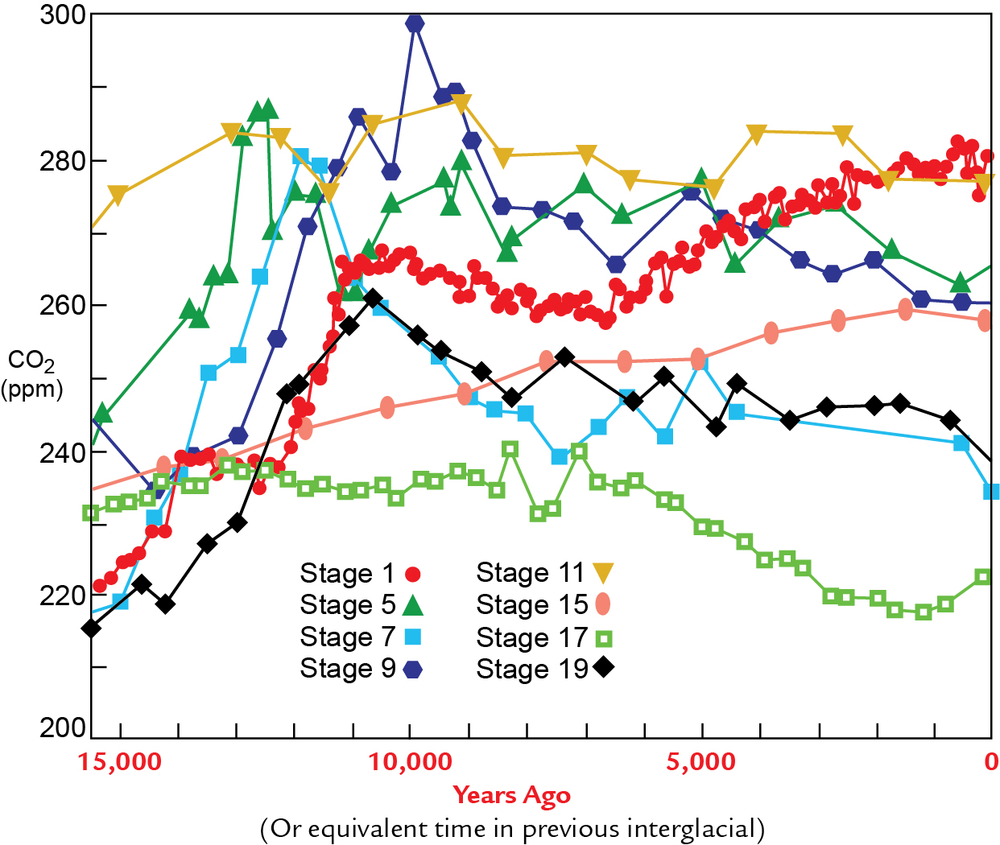 300
280
260
CO2
(ppm)
240
220
200
Stage 1
Stage 5
Stage 7
Stage 9
Stage 11
Stage 15
Stage 17
Stage 19
15,000 10,000 5,000 0
Years Ago
(Or equivalent time in previous interglacial)